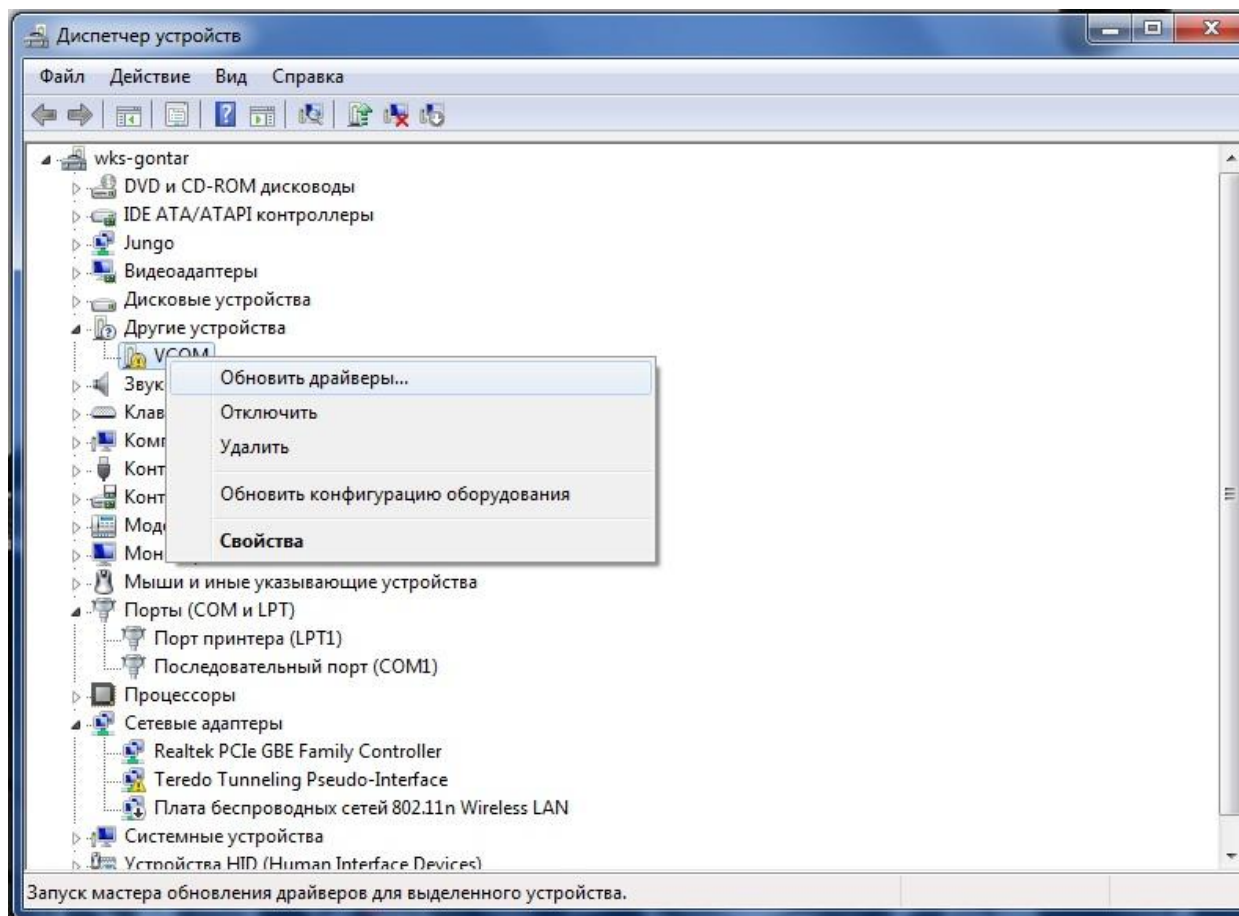 Диспетчер устройств
Файл Действие Вид Справка
wks-gontar
DVD и CD-ROM дисководы
IDE ATA/ATAPI контроллеры
Jungo
Видеоадаптеры
Дисковые устройства
Другие устройства
VCOM
Обновить драйверы...
Звук
Отключить
Клав
Комп
Удалить
Конт
Обновить конфигурацию оборудования
Конт
Мод
Свойства
Мон
Мыши и иные указывающие устройства
Порты (COM и LPT)
Порт принтера (LPT1)
Последовательный порт (COM1)
Процессоры
Сетевые адаптеры
Realtek PCIe GBE Family Controller
Teredo Tunneling Pseudo-Interface
Плата беспроводных сетей 802.11n Wireless LAN
Системные устройства
Устройства HID (Human Interface Devices)
Запуск мастера обновления драйверов для выделенного устройства.